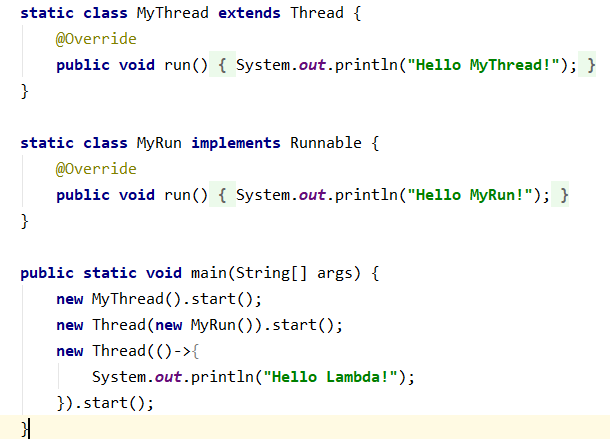 static class MyThread extends Thread {
    @Override
    public void run() { System.out.println("Hello MyThread!"); }
}

static class MyRun implements Runnable {
    @Override
    public void run() { System.out.println("Hello MyRun!"); }
}

public static void main(String[] args) {
    new MyThread().start();
    new Thread(new MyRun()).start();
    new Thread(()->{
        System.out.println("Hello Lambda!");
    }).start();
}